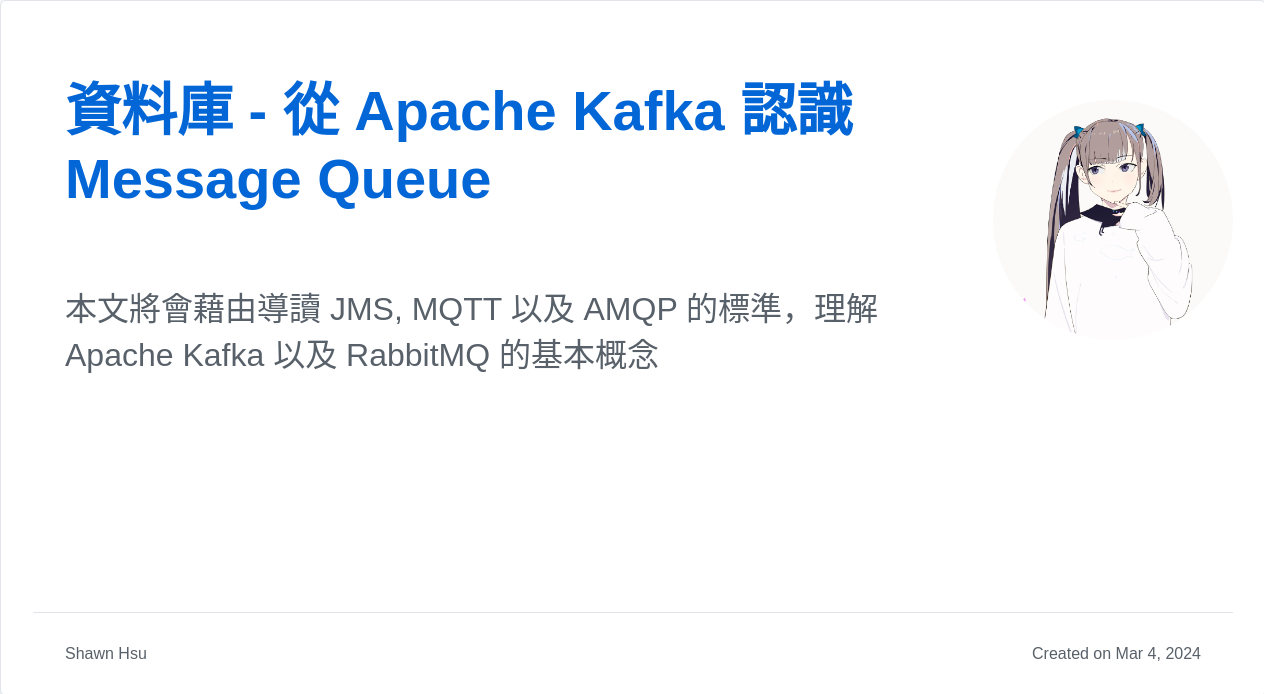 資料庫 - 從 Apache Kafka 認識
Message Queue
本文將會藉由導讀 JMS, MQTT 以及 AMQP 的標準，理解
Apache Kafka 以及 RabbitMQ 的基本概念
Shawn Hsu
Created on Mar 4, 2024